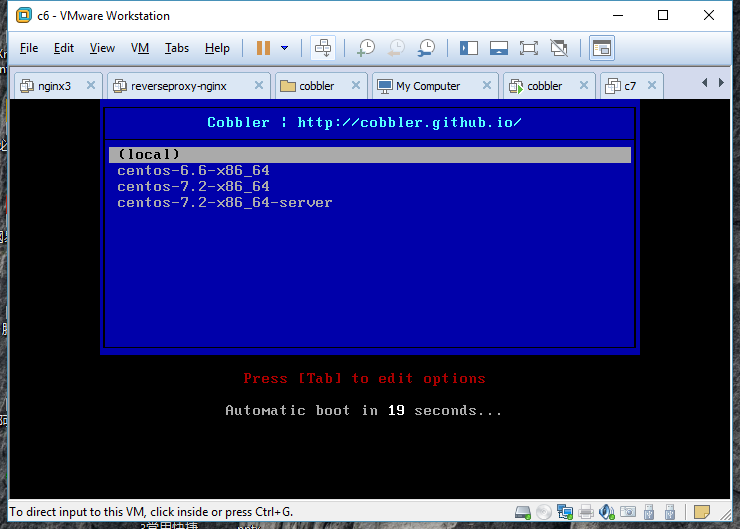 c6 - VMware Workstation
File Edit View VM Tabs Help
nginx3 reverseproxy-nginx cobbler My Computer cobbler c7
Cobbler ¦ http://cobbler.github.io/
(local)
centos-6.6-x86_64
centos-7.2-x86_64
centos-7.2-x86_64-server
Press [Tab] to edit options
Automatic boot in 19 seconds...
To direct input to this VM, click inside or press Ctrl+G.